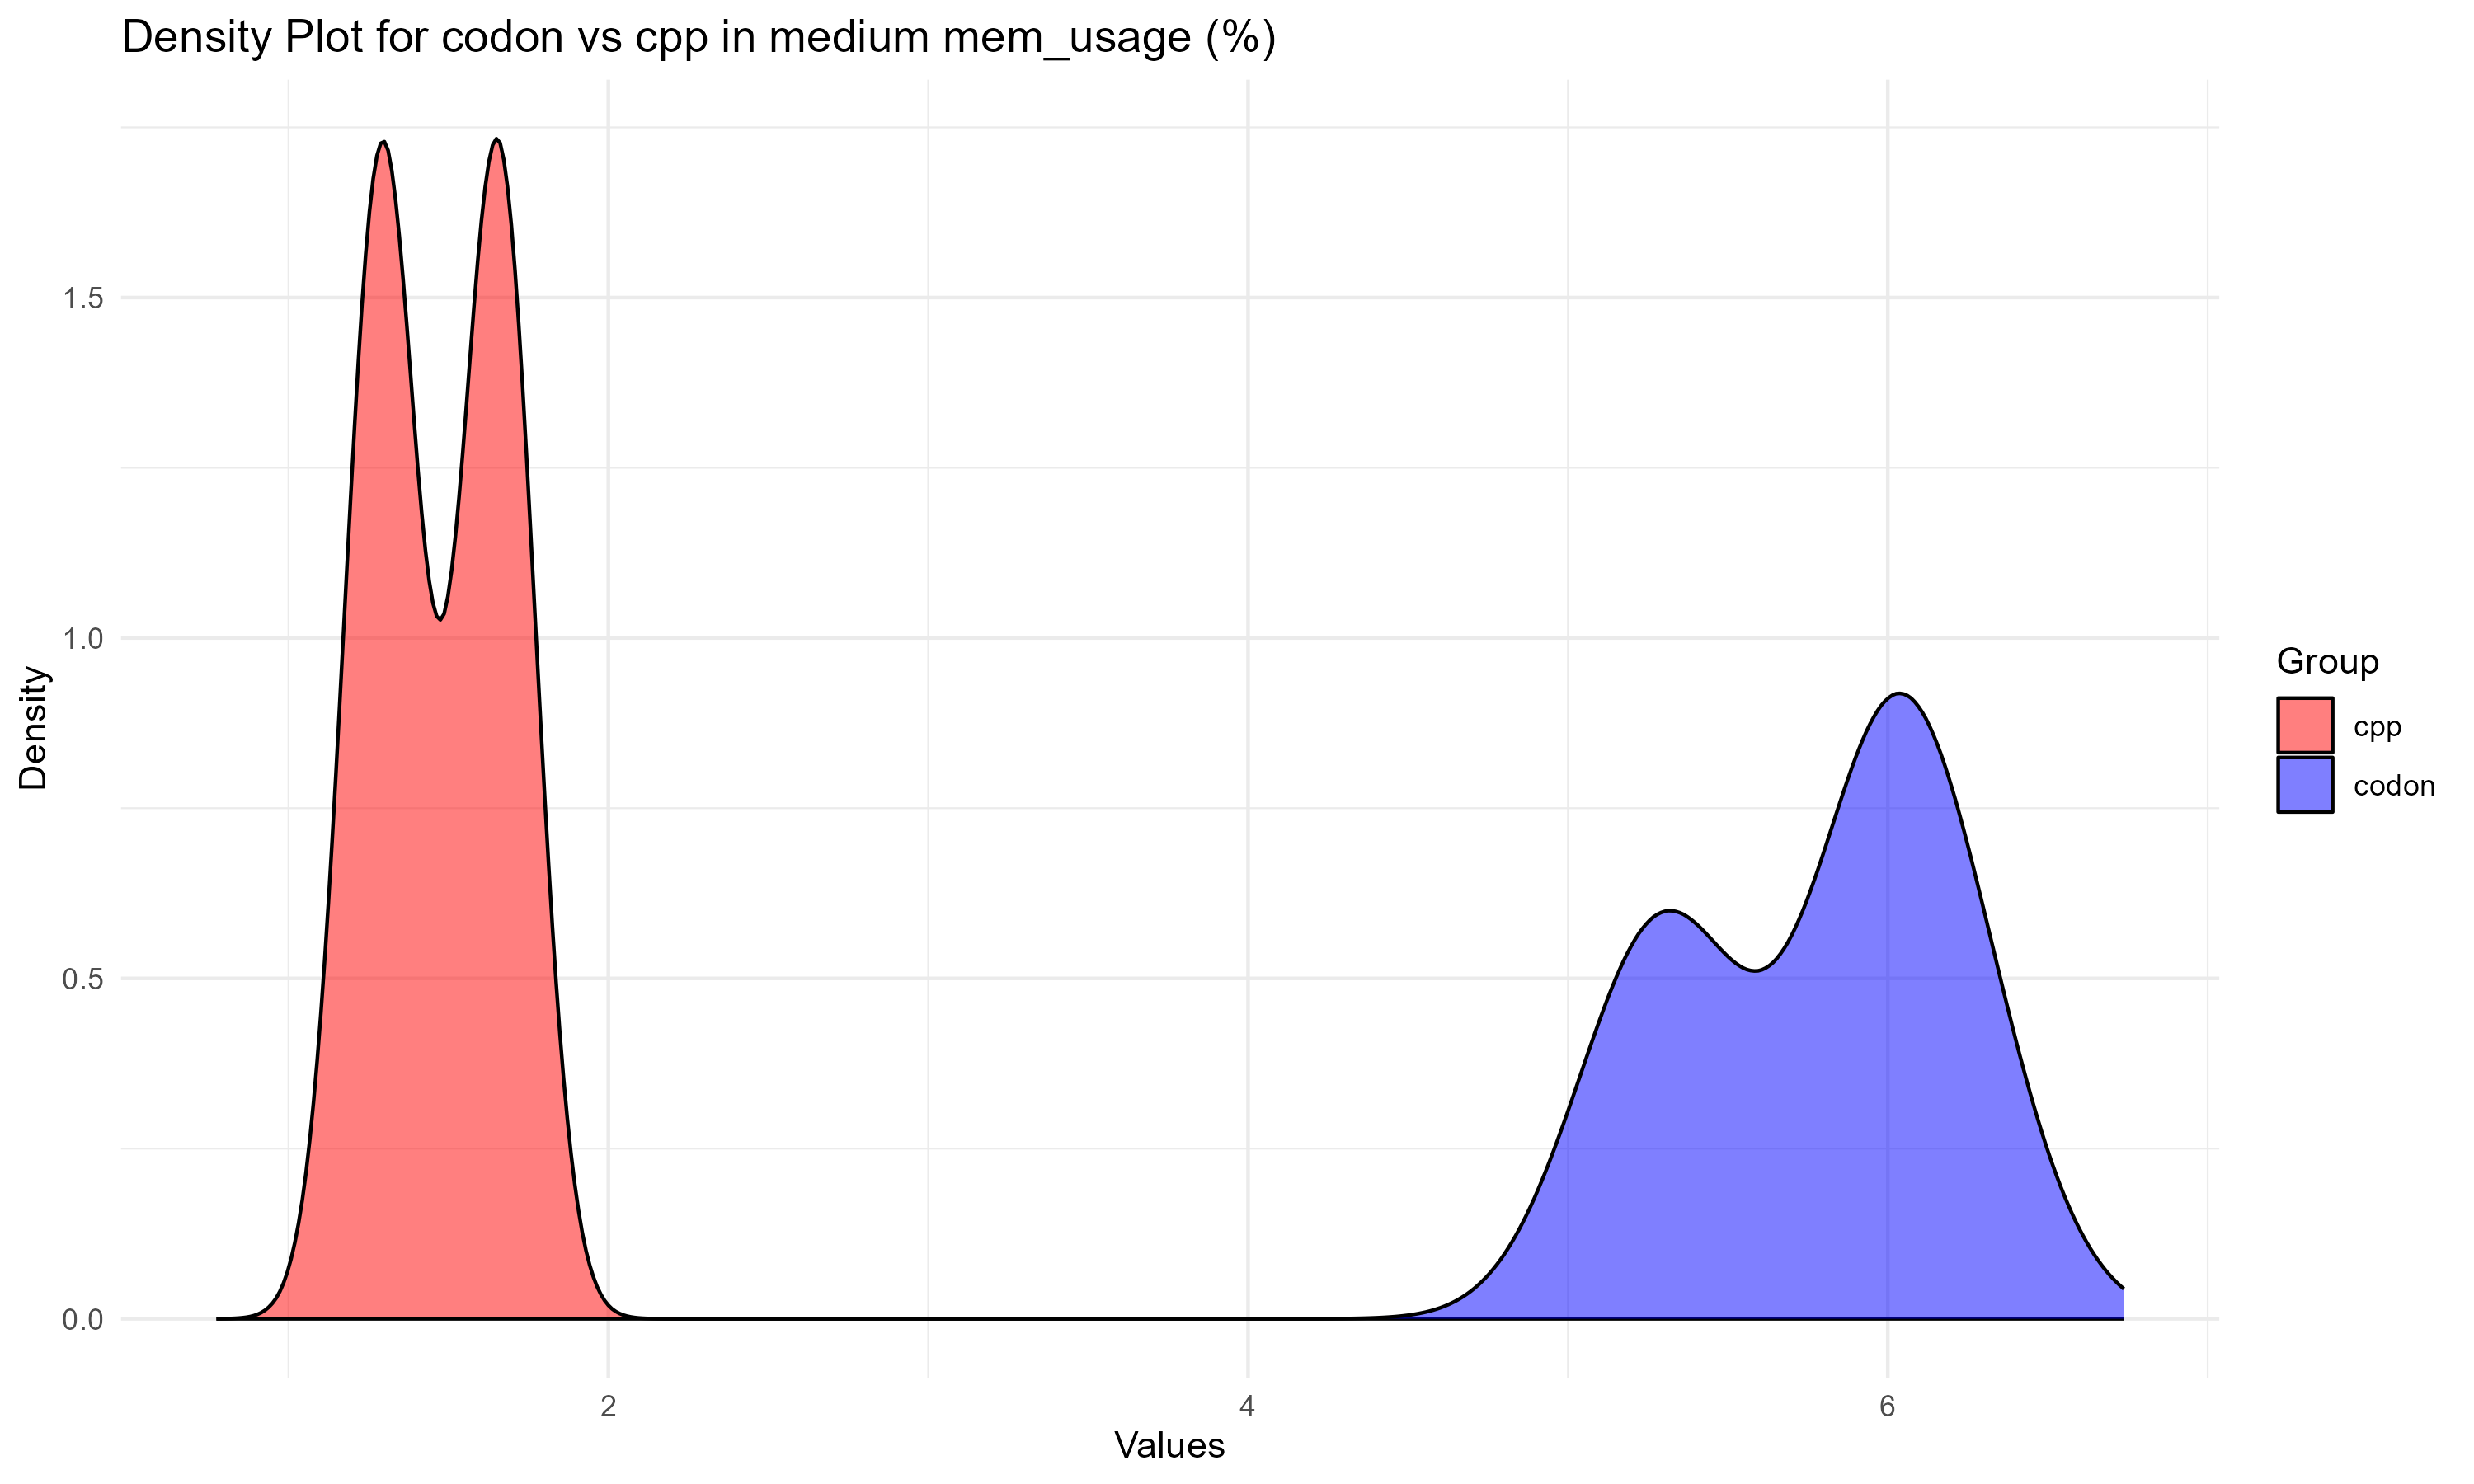 Density Plot for codon vs cpp in medium mem_usage (%)
Density
1.5
1.0
0.5
0.0
2
4
6
Values
Group
cpp
codon